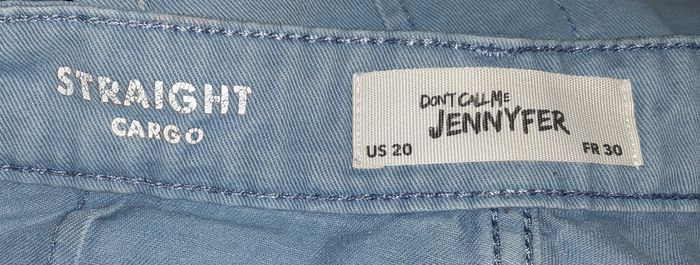 STRAIGHT
CARGO
DON'T CALL ME
JENNYFER
US 20
FR 30